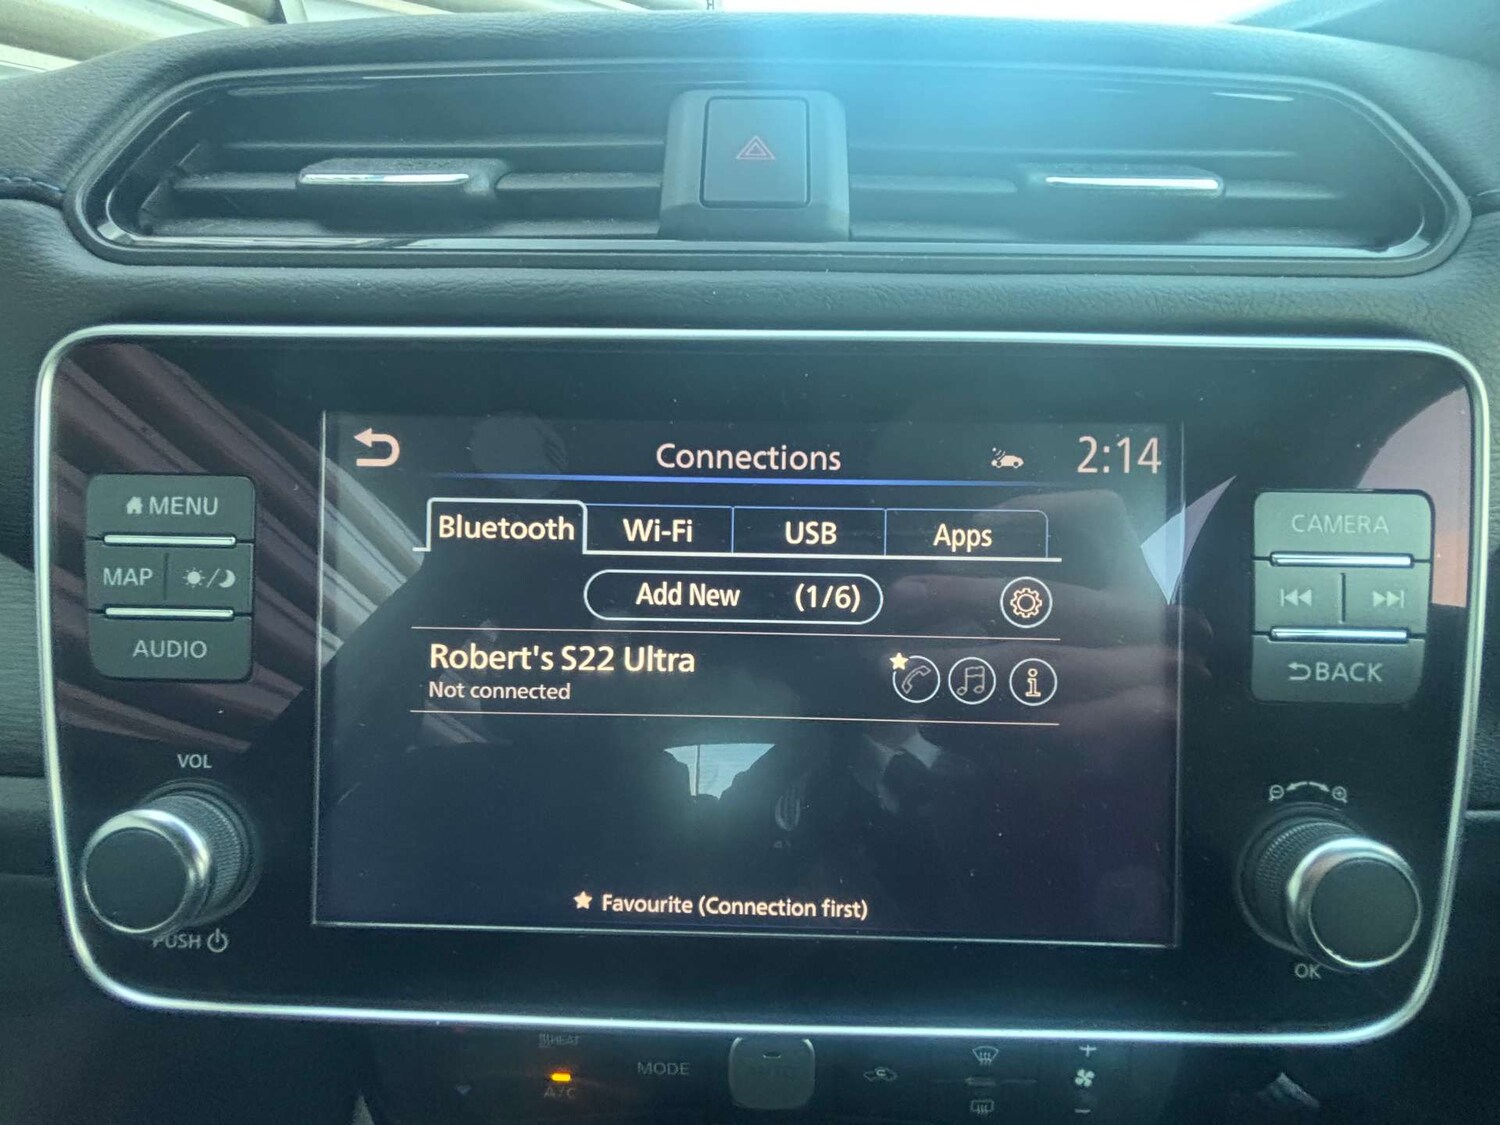 Connections
2:14
MENU
MAP
AUDIO
VOL
PUSH
Bluetooth
Wi-Fi
USB
Apps
Add New (1/6)
Robert's S22 Ultra
Not connected
Favourite (Connection first)
CAMERA
BACK
OK
MODE
A/C